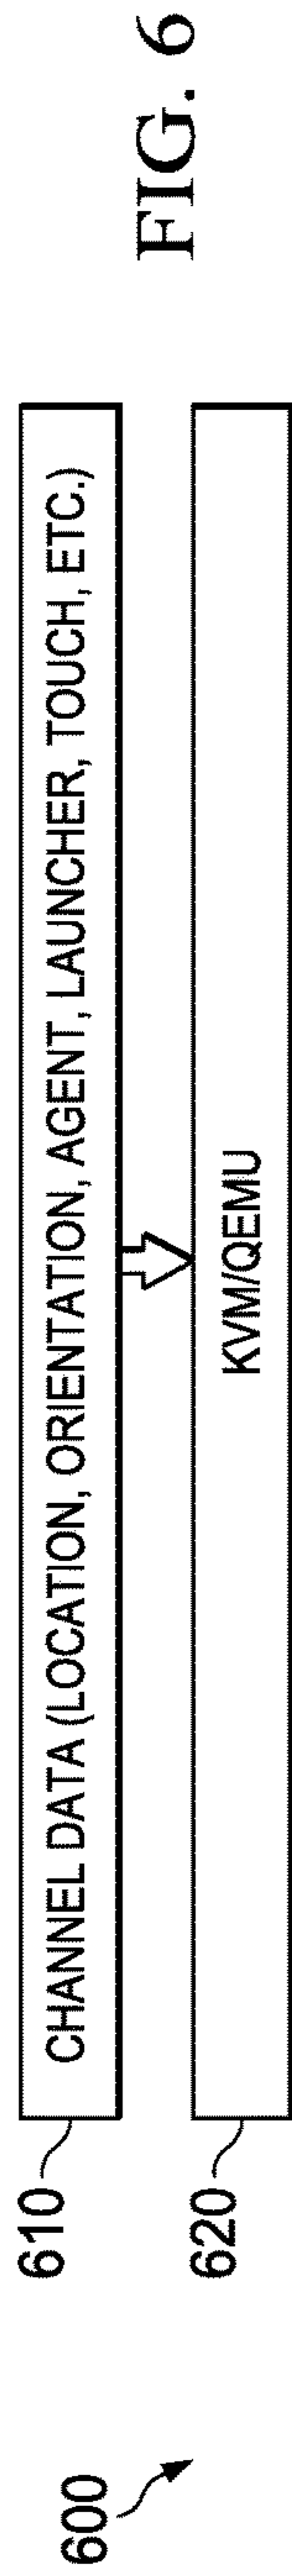 600
610
CHANNEL DATA (LOCATION, ORIENTATION, AGENT, LAUNCHER, TOUCH, ETC.)
620
KVM/QEMU
FIG. 6